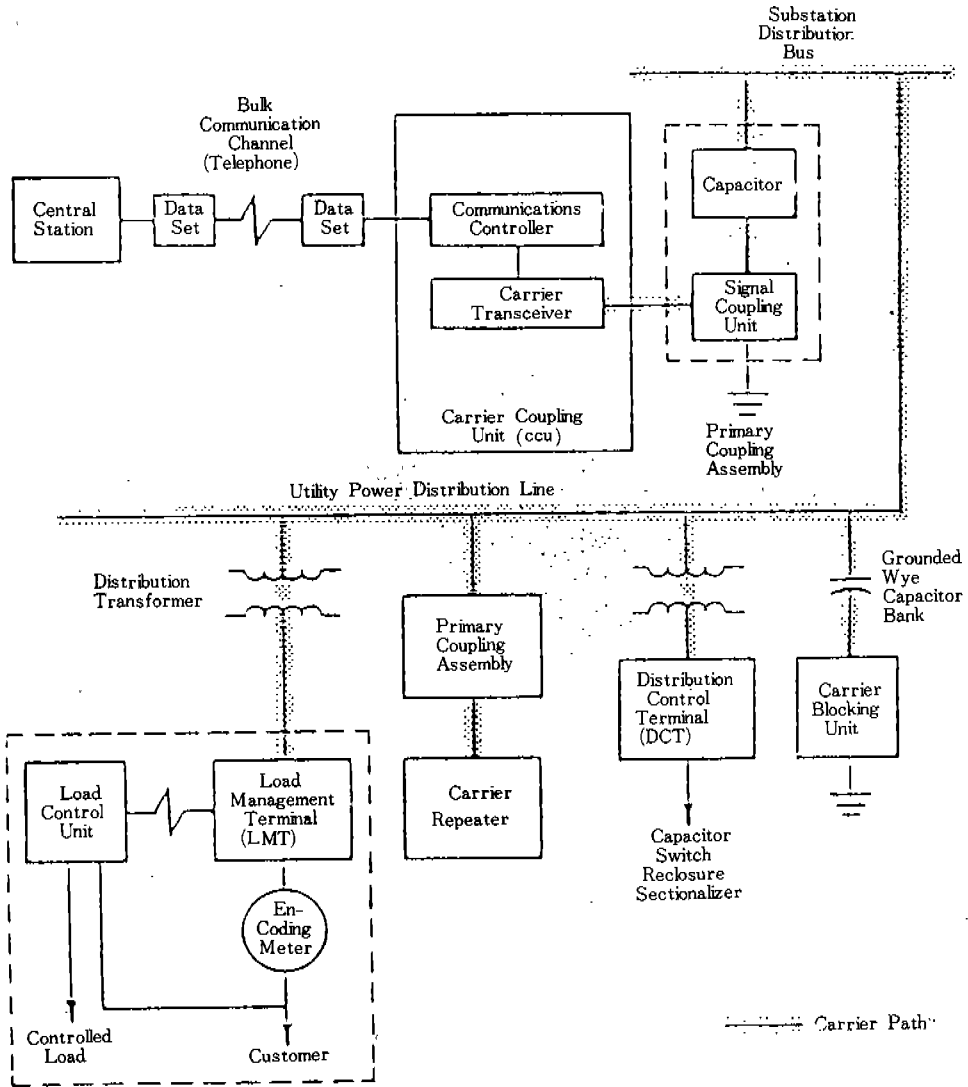 Substation
Distribution
Bus
Bulk
Communication
Channel
(Telephone)
Central
Station
Data
Set
Data
Set
Communications
Controller
Capacitor
Carrier
Transceiver
Signal
Coupling
Unit
Carrier Coupling
Unit (ccu)
Primary
Coupling
Assembly
Utility Power Distribution Line
Distribution
Transformer
Grounded
Wye
Capacitor
Bank
Primary
Coupling
Assembly
Distribution
Control
Terminal
(DCT)
Carrier
Blocking
Unit
Load
Control
Unit
Load
Management
Terminal
(LMT)
Carrier
Repeater
Capacitor
Switch
Reclosure
Sectionalizer
En-
Coding
Meter
Controlled
Load
Customer
Carrier Path